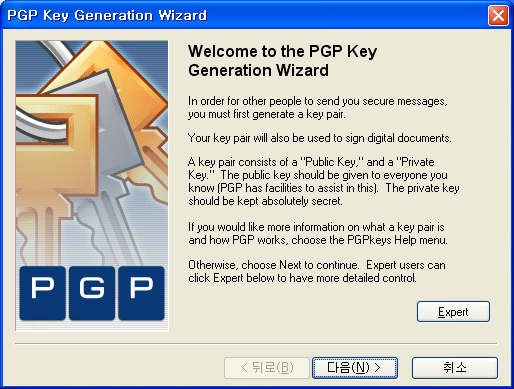 PGP Key Generation Wizard
Welcome to the PGP Key
Generation Wizard
In order for other people to send you secure messages,
you must first generate a key pair.
Your key pair will also be used to sign digital documents.
A key pair consists of a "Public Key," and a "Private
Key."  The public key should be given to everyone you
know (PGP has facilities to assist in this).  The private key
should be kept absolutely secret.
If you would like more information on what a key pair is
and how PGP works, choose the PGPkeys Help menu.
Otherwise, choose Next to continue.  Expert users can
click Expert below to have more detailed control.
P G P
Expert
< 뒤로(B) 다음(N) > 취소